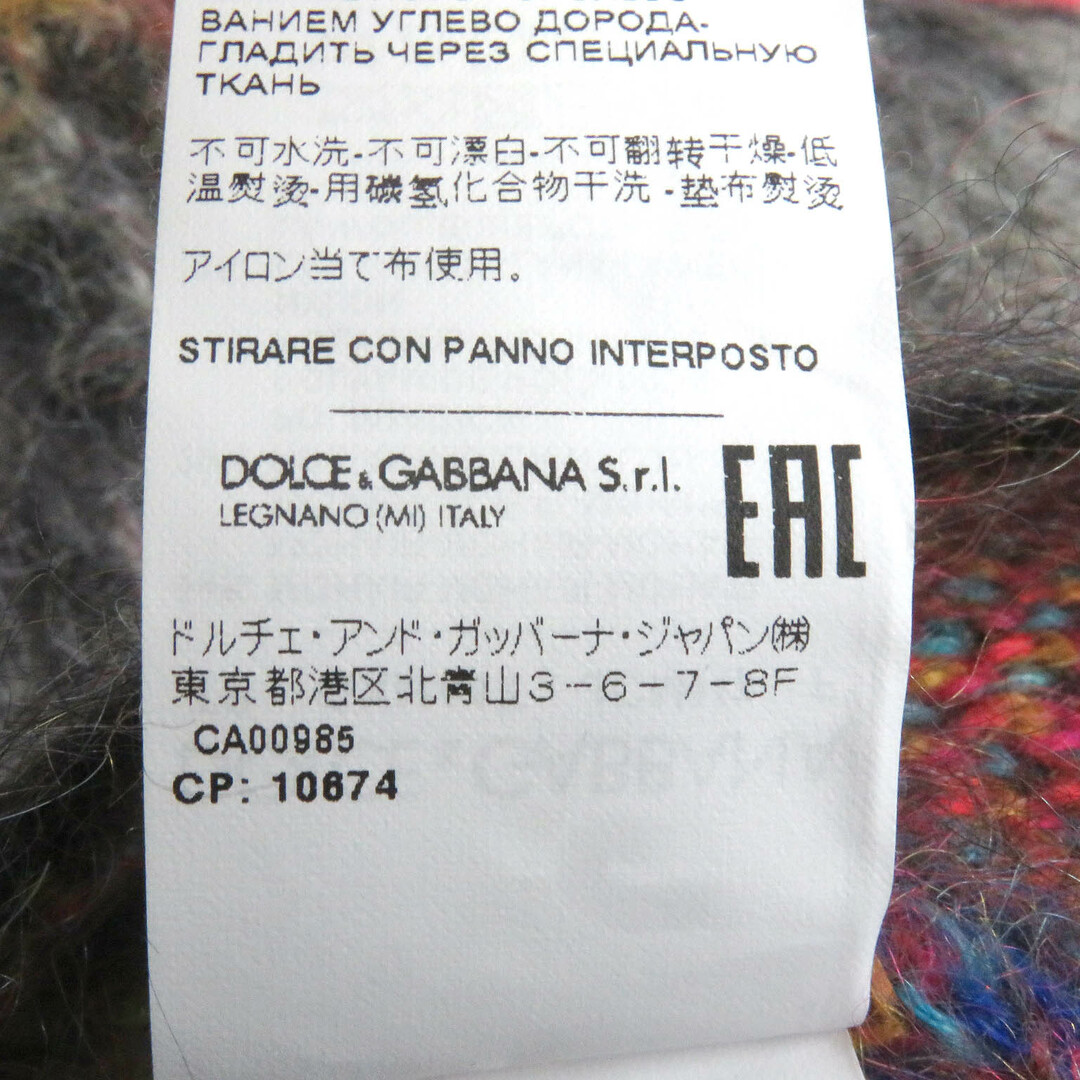 ВАНИЕМ УГЛЕВО ДОРОДА-
ГЛАДИТЬ ЧЕРЕЗ СПЕЦИАЛЬНУЮ
ТКАНЬ
不可水洗-不可漂白-不可翻转干燥-低
温熨烫-用碳氢化合物干洗-垫布熨烫
アイロン当て布使用。
STIRARE CON PANNO INTERPOSTO
DOLCE & GABBANA S.r.l.
LEGNANO (MI) ITALY
EAC
ドルチェ・アンド・ガッバーナ・ジャパン㈱
東京都港区北青山3-6-7-8F
CA00985
CP: 10674